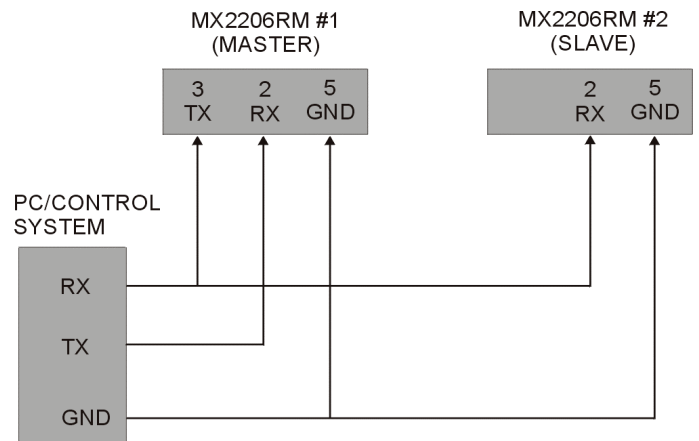 MX2206RM #1
(MASTER)
MX2206RM #2
(SLAVE)
3 2 5
TX RX GND
2 5
RX GND
PC/CONTROL
SYSTEM
RX
TX
GND